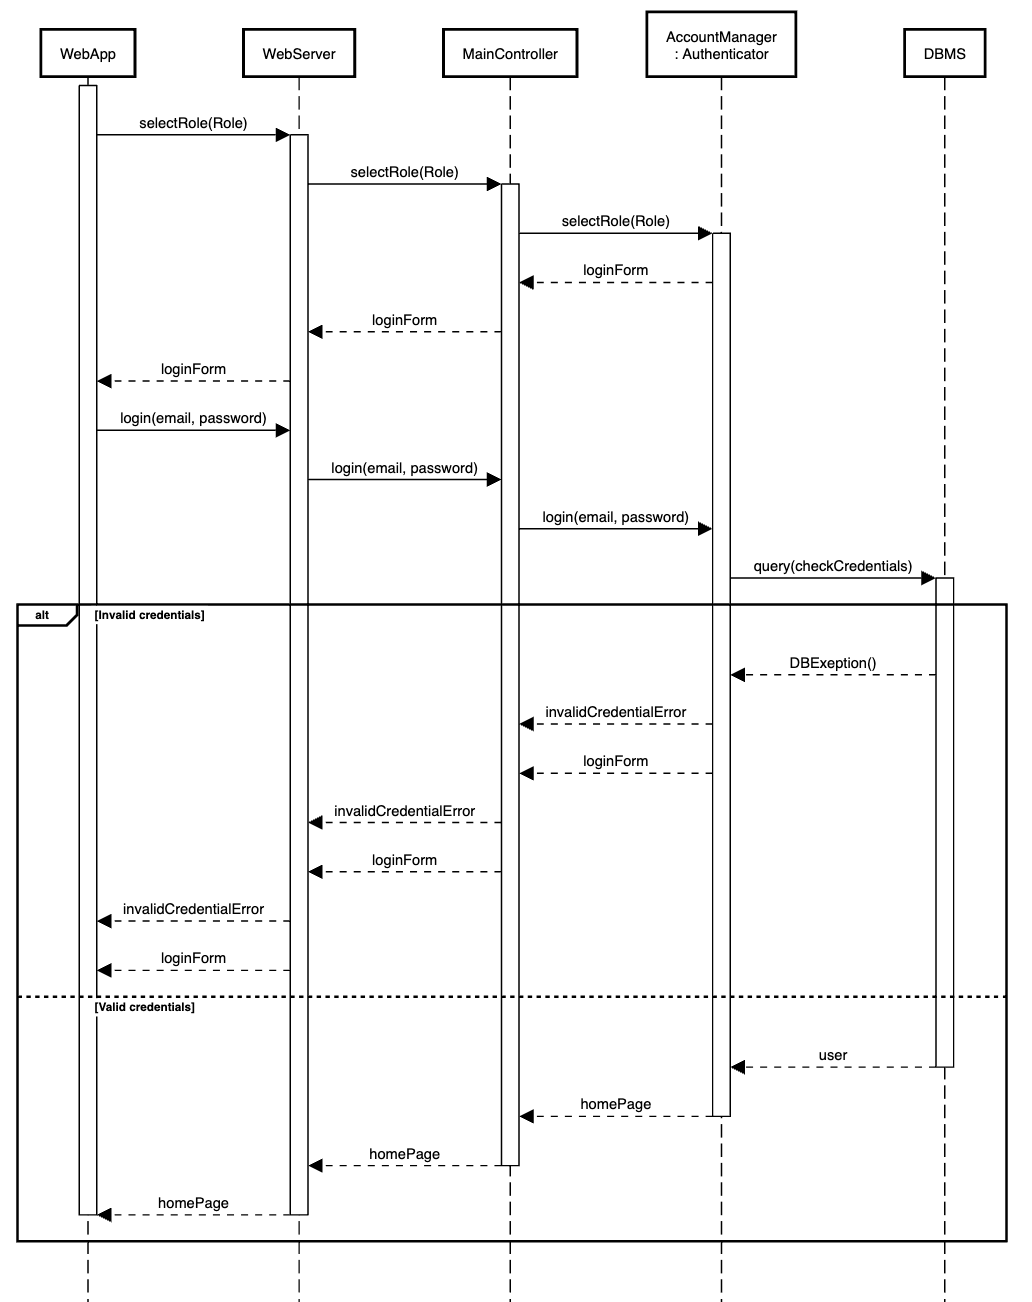 WebApp
WebServer
MainController
AccountManager
: Authenticator
DBMS
selectRole(Role)
selectRole(Role)
selectRole(Role)
loginForm
loginForm
loginForm
login(email, password)
login(email, password)
login(email, password)
query(checkCredentials)
alt
[Invalid credentials]
DBExeption()
invalidCredentialError
loginForm
invalidCredentialError
loginForm
invalidCredentialError
loginForm
[Valid credentials]
user
homePage
homePage
homePage